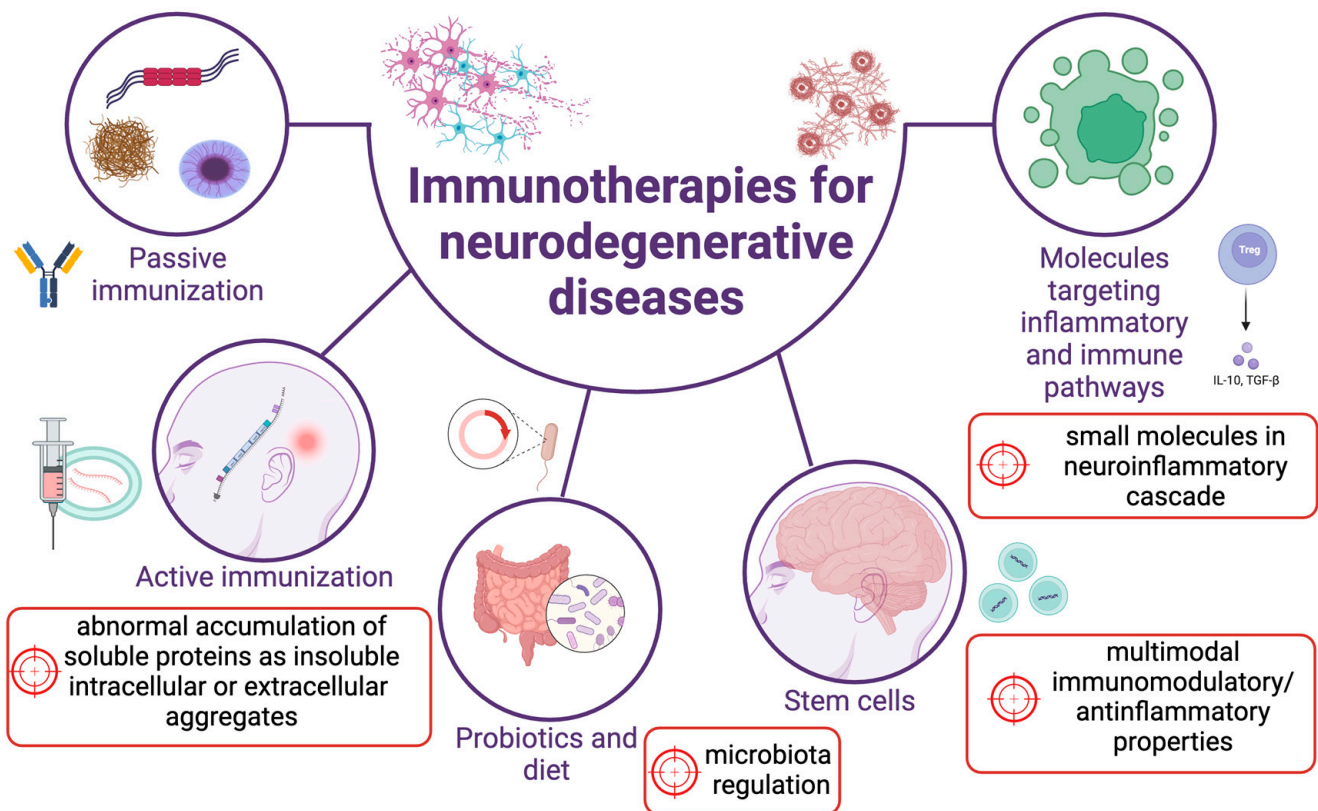 Immunotherapies for
neurodegenerative
diseases
Passive
immunization
Active immunization
abnormal accumulation of
soluble proteins as insoluble
intracellular or extracellular
aggregates
Probiotics and
diet
microbiota
regulation
Stem cells
multimodal
immunomodulatory/
antinflammatory
properties
Molecules
targeting
inflammatory
and immune
pathways
Treg
IL-10, TGF-β
small molecules in
neuroinflammatory
cascade